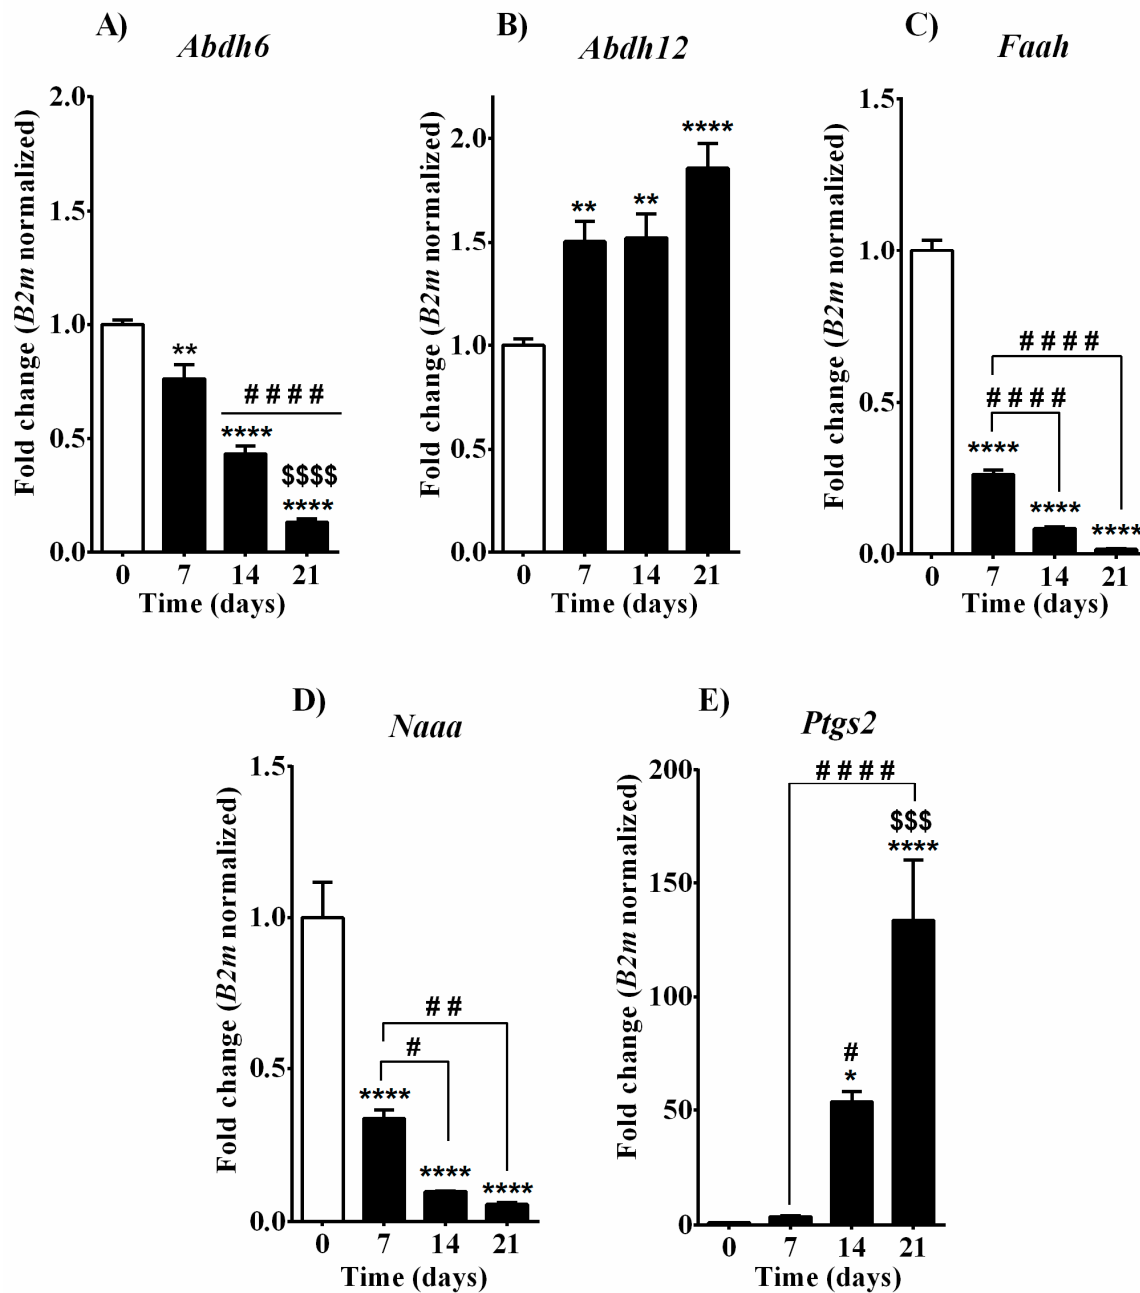 A)
Abdh6
Fold change (B2m normalized)
2.0
1.5
1.0
0.5
0.0
**
# # # #
****
$$$$
****
0 7 14 21
Time (days)
B)
Abdh12
Fold change (B2m normalized)
2.0
1.5
1.0
0.5
0.0
**
**
****
0 7 14 21
Time (days)
C)
Faah
Fold change (B2m normalized)
1.5
1.0
0.5
0.0
# # # #
# # # #
****
****
****
0 7 14 21
Time (days)
D)
Naaa
Fold change (B2m normalized)
1.5
1.0
0.5
0.0
# #
#
****
****
****
0 7 14 21
Time (days)
E)
Ptgs2
Fold change (B2m normalized)
200
150
100
50
0
# # # #
$$$
****
#
*
0 7 14 21
Time (days)